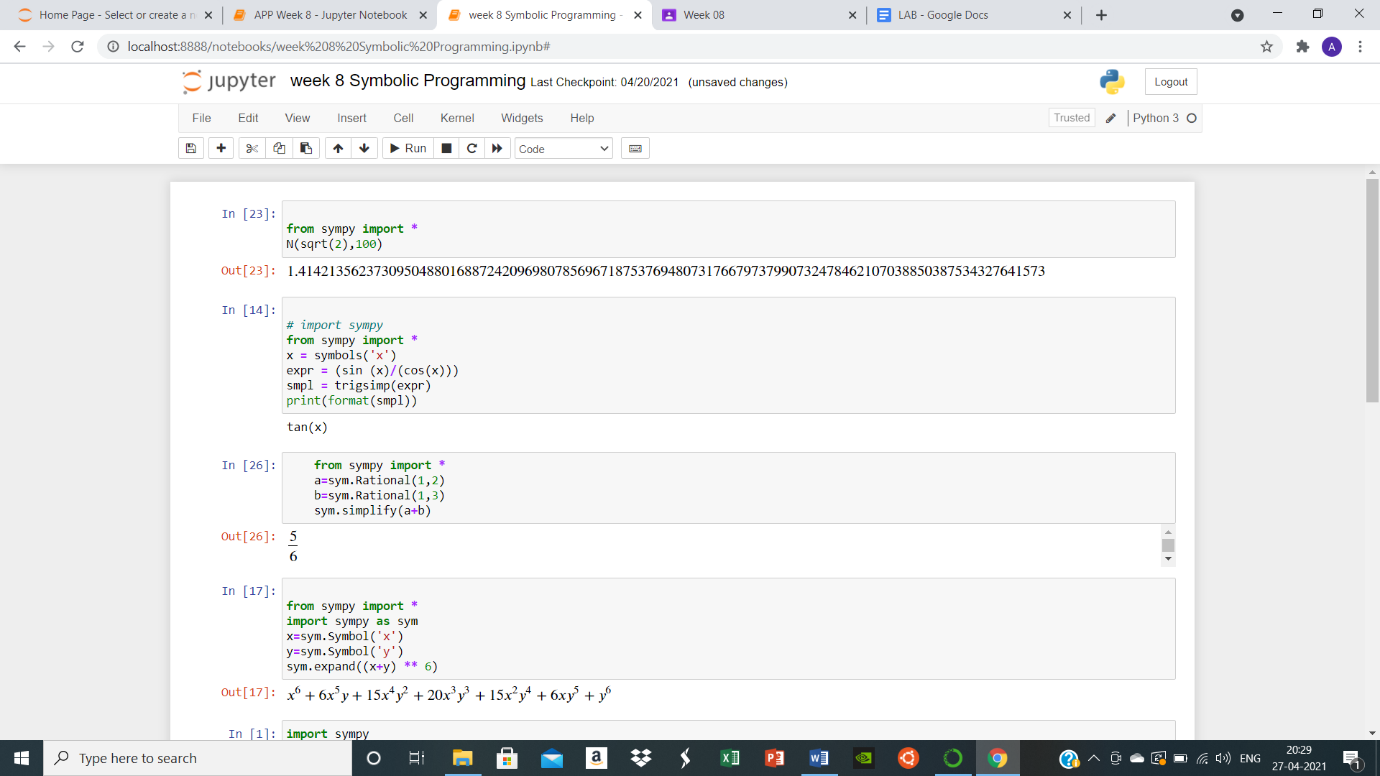 Home Page - Select or create a n
APP Week 8 - Jupyter Notebook
week 8 Symbolic Programming -
Week 08
LAB - Google Docs
localhost:8888/notebooks/week%208%20Symbolic%20Programming.ipynb#
A
jupyter week 8 Symbolic Programming Last Checkpoint: 04/20/2021 (unsaved changes)
Logout
File Edit View Insert Cell Kernel Widgets Help
Trusted
Python 3
Run
Code
In [23]:
from sympy import *
N(sqrt(2),100)
Out[23]: 1.414213562373095048801688724209698078569671875376948073176679737990732478462107038850387534327641573
In [14]:
# import sympy
from sympy import *
x = symbols('x')
expr = (sin (x)/(cos(x)))
smpl = trigsimp(expr)
print(format(smpl))
tan(x)
In [26]: from sympy import *
a=sym.Rational(1,2)
b=sym.Rational(1,3)
sym.simplify(a+b)
Out[26]: 5
6
In [17]:
from sympy import *
import sympy as sym
x=sym.Symbol('x')
y=sym.Symbol('y')
sym.expand((x+y) ** 6)
Out[17]: x⁶ + 6x⁵y + 15x⁴y² + 20x³y³ + 15x²y⁴ + 6xy⁵ + y⁶
In [1]: import sympy
Type here to search
ENG
20:29
27-04-2021
1